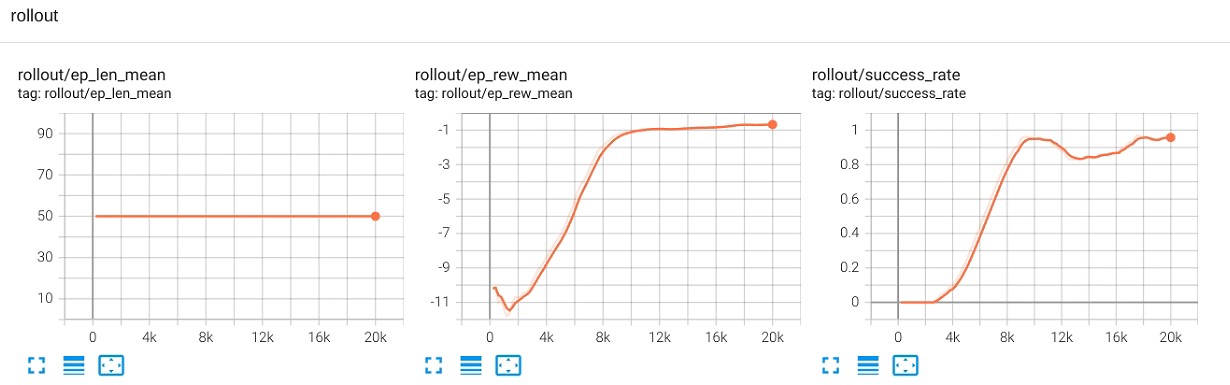 rollout
rollout/ep_len_mean
tag: rollout/ep_len_mean
90
70
50
30
10
0 4k 8k 12k 16k 20k
rollout/ep_rew_mean
tag: rollout/ep_rew_mean
-1
-3
-5
-7
-9
-11
0 4k 8k 12k 16k 20k
rollout/success_rate
tag: rollout/success_rate
1
0.8
0.6
0.4
0.2
0
0 4k 8k 12k 16k 20k